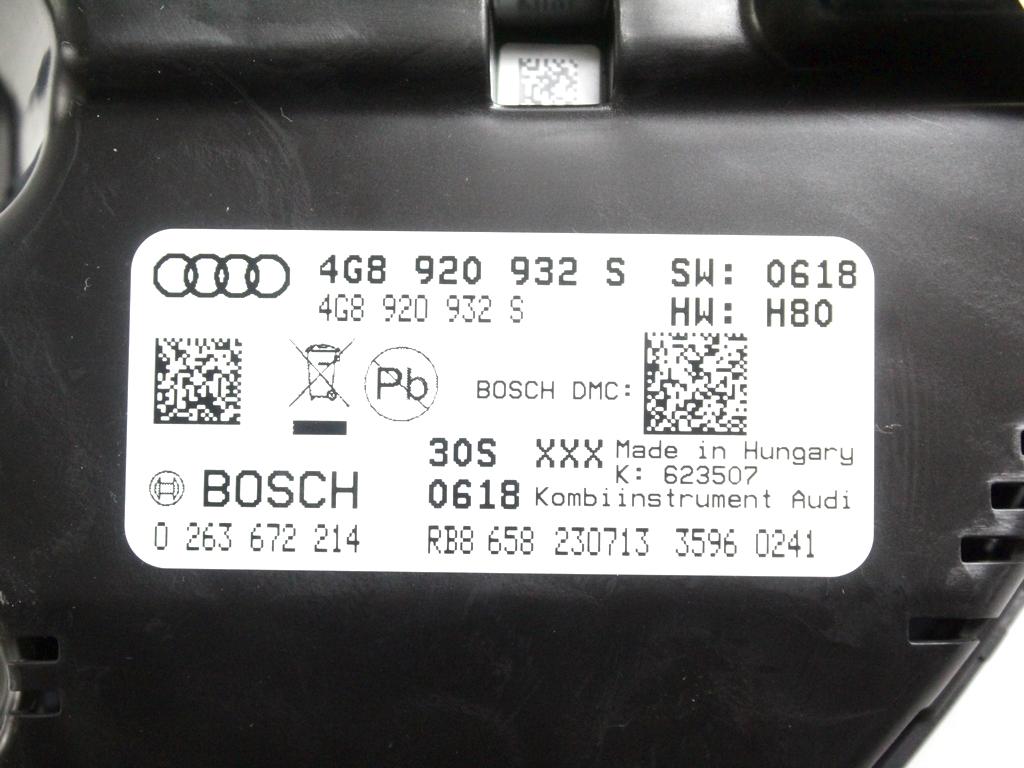 4G8 920 932 S SW: 0618
4G8 920 932 S HW: H80
Pb BOSCH DMC:
30S XXX Made in Hungary
K: 623507
BOSCH 0618 Kombiinstrument Audi
0 263 672 214 RB8 658 230713 3596 0241